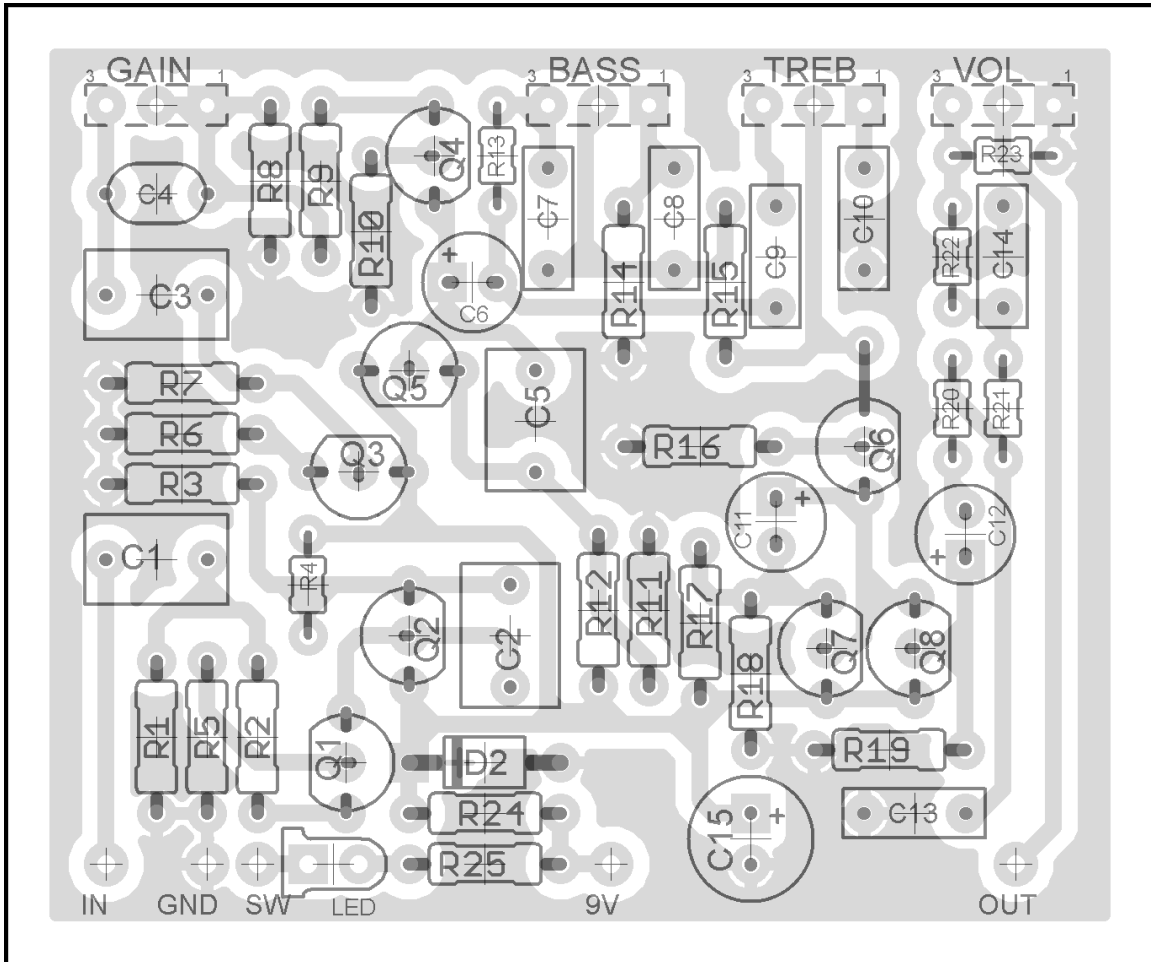 GAIN BASS TREB VOL
3 1 3 1 3 1 3 1
R8 R9 R10 Q4 R13 C7 C8 R23
C4 R14 R15 C9 C10 R22 C14
C3 + C6
R7 Q5 C5 R20 R21
R6 Q3 R16 Q6
R3 C11 + C12 +
C1 R4
Q2 C2 R12 R11 R17
R18 Q7 Q8
R1 R5 R2 Q1 D2 R19
R24 C15 + C13
R25
IN GND SW LED 9V OUT